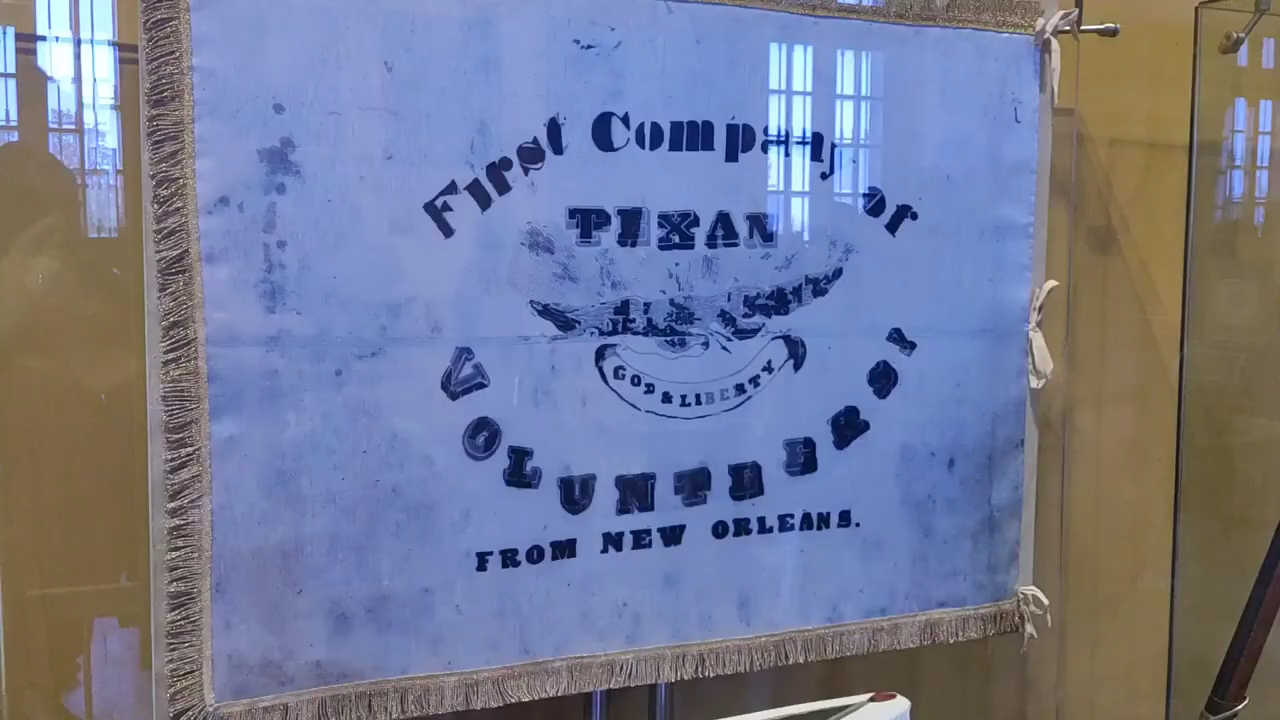 First Company of
TEXAN
GOD & LIBERTY
VOLUNTEERS!
FROM NEW ORLEANS.